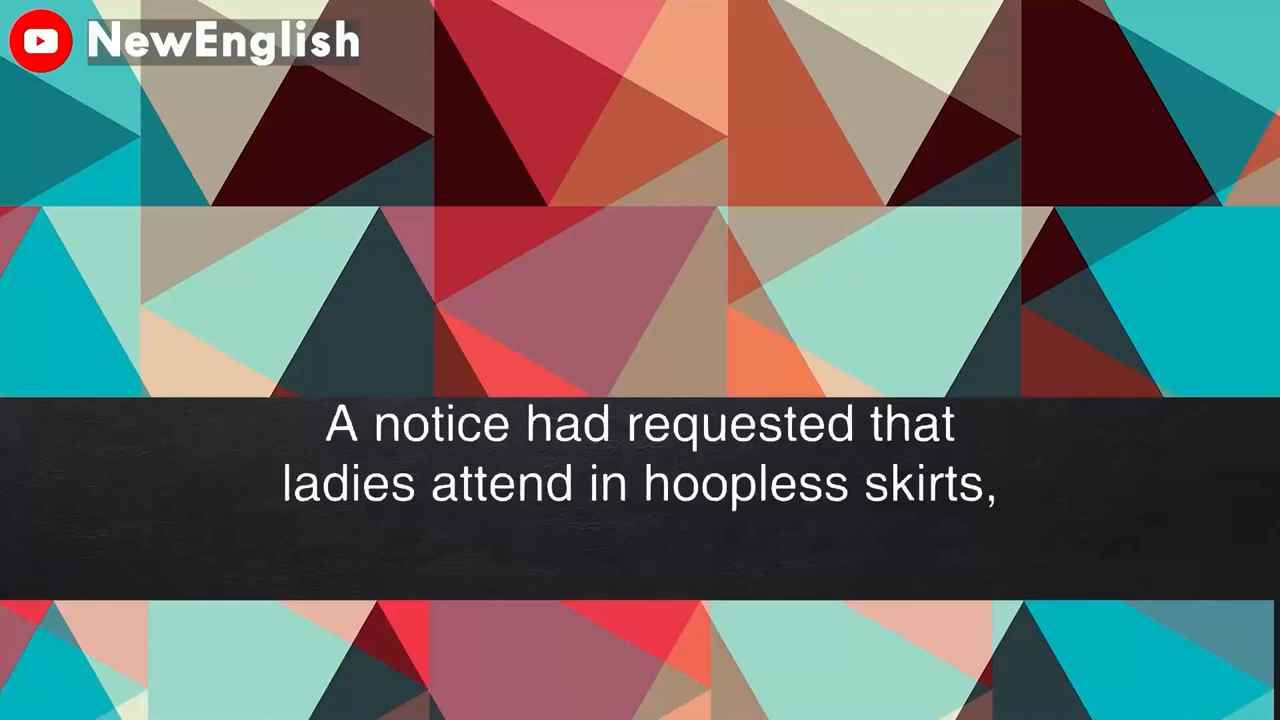 NewEnglish
A notice had requested that
ladies attend in hoopless skirts,